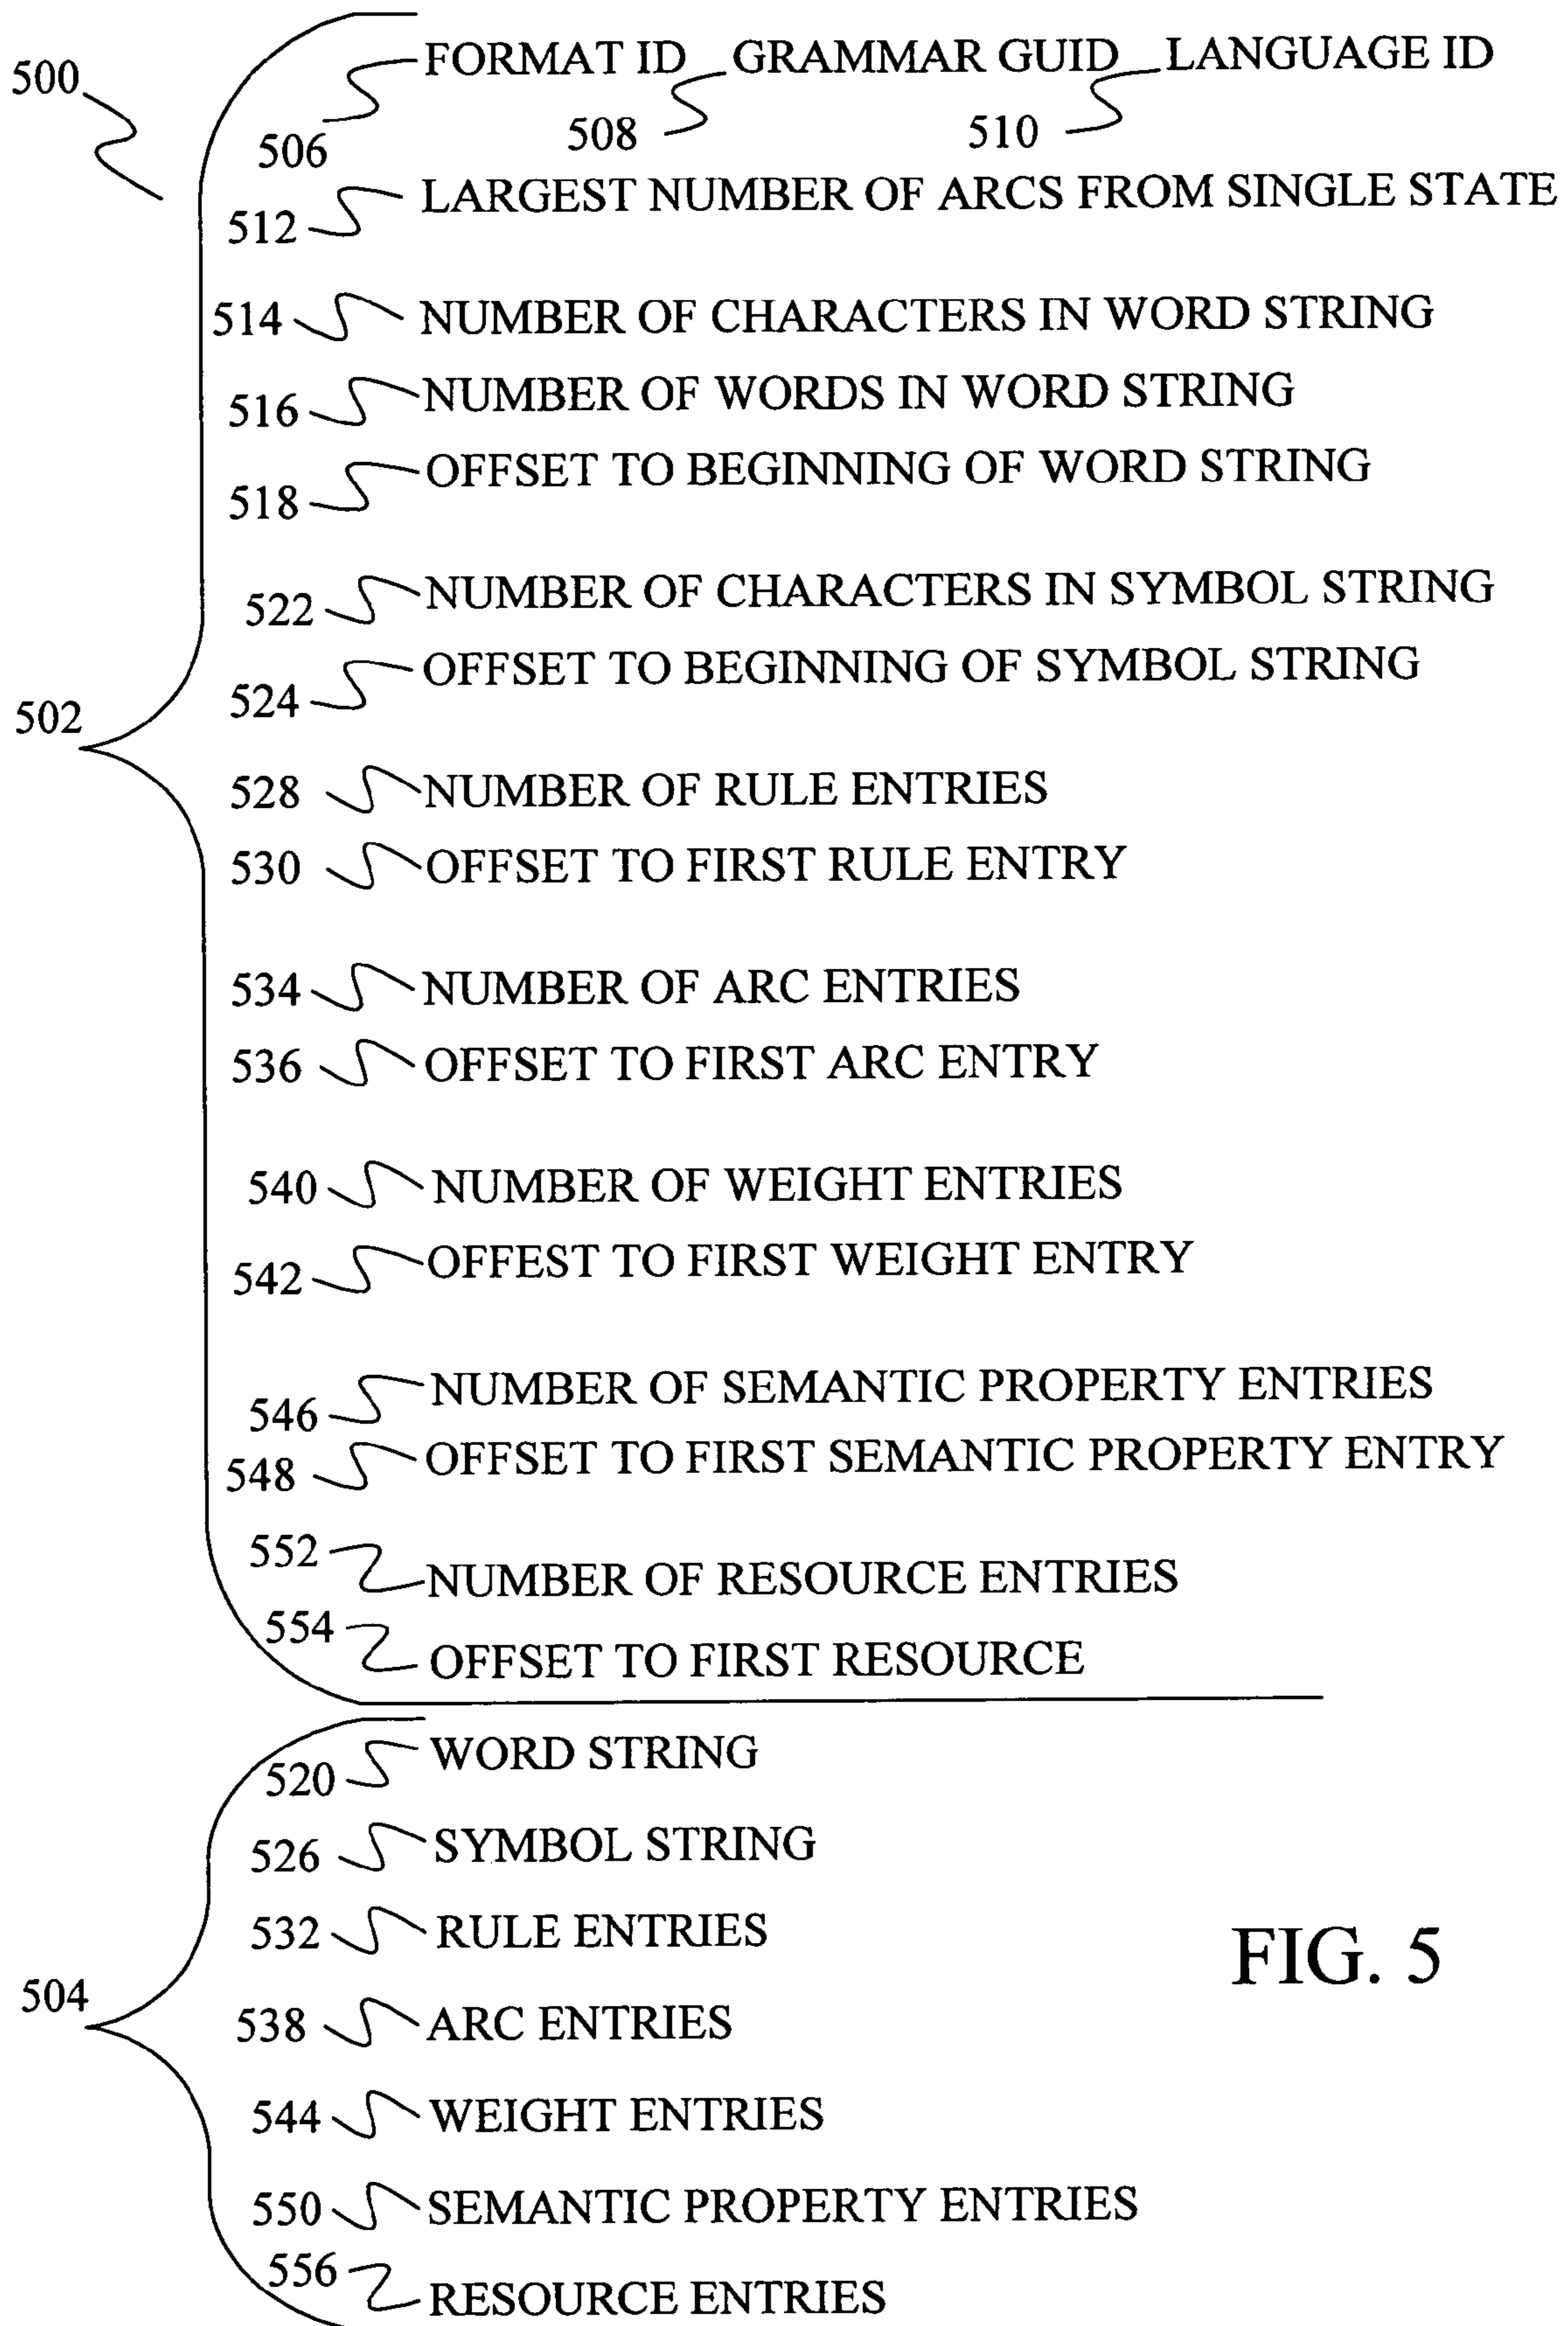 FORMAT ID GRAMMAR GUID LANGUAGE ID
500
506 508 510
LARGEST NUMBER OF ARCS FROM SINGLE STATE
512
514 NUMBER OF CHARACTERS IN WORD STRING
516 NUMBER OF WORDS IN WORD STRING
518 OFFSET TO BEGINNING OF WORD STRING
522 NUMBER OF CHARACTERS IN SYMBOL STRING
524 OFFSET TO BEGINNING OF SYMBOL STRING
502
528 NUMBER OF RULE ENTRIES
530 OFFSET TO FIRST RULE ENTRY
534 NUMBER OF ARC ENTRIES
536 OFFSET TO FIRST ARC ENTRY
540 NUMBER OF WEIGHT ENTRIES
542 OFFEST TO FIRST WEIGHT ENTRY
546 NUMBER OF SEMANTIC PROPERTY ENTRIES
548 OFFSET TO FIRST SEMANTIC PROPERTY ENTRY
552 NUMBER OF RESOURCE ENTRIES
554 OFFSET TO FIRST RESOURCE
520 WORD STRING
526 SYMBOL STRING
532 RULE ENTRIES
FIG. 5
504
538 ARC ENTRIES
544 WEIGHT ENTRIES
550 SEMANTIC PROPERTY ENTRIES
556 RESOURCE ENTRIES